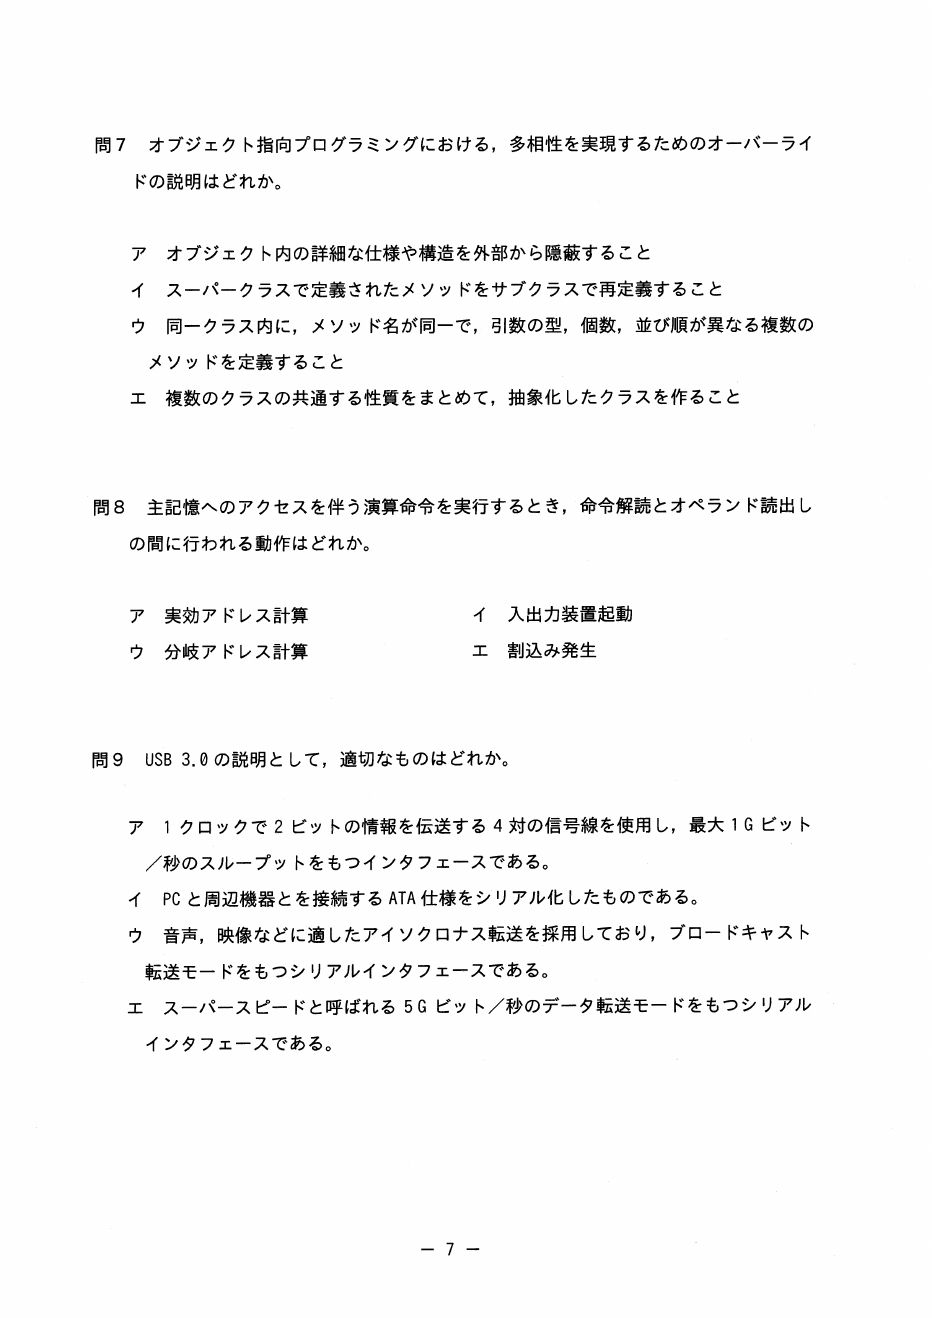 問7 オブジェクト指向プログラミングにおける，多相性を実現するためのオーバーライ
ドの説明はどれか。
ア オブジェクト内の詳細な仕様や構造を外部から隠蔽すること
イ スーパークラスで定義されたメソッドをサブクラスで再定義すること
ウ 同一クラス内に，メソッド名が同一で，引数の型，個数，並び順が異なる複数の
メソッドを定義すること
エ 複数のクラスの共通する性質をまとめて，抽象化したクラスを作ること
問8 主記憶へのアクセスを伴う演算命令を実行するとき，命令解読とオペランド読出し
の間に行われる動作はどれか。
ア 実効アドレス計算 イ 入出力装置起動
ウ 分岐アドレス計算 エ 割込み発生
問9 USB 3.0の説明として，適切なものはどれか。
ア 1クロックで2ビットの情報を伝送する4対の信号線を使用し，最大1Gビット
／秒のスループットをもつインタフェースである。
イ PCと周辺機器とを接続するATA仕様をシリアル化したものである。
ウ 音声，映像などに適したアイソクロナス転送を採用しており，ブロードキャスト
転送モードをもつシリアルインタフェースである。
エ スーパースピードと呼ばれる5Gビット／秒のデータ転送モードをもつシリアル
インタフェースである。
－ 7 －